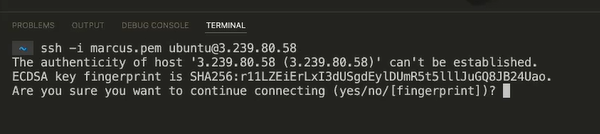 PROBLEMS OUTPUT DEBUG CONSOLE TERMINAL
~ ssh -i marcus.pem ubuntu@3.239.80.58
The authenticity of host '3.239.80.58 (3.239.80.58)' can't be established.
ECDSA key fingerprint is SHA256:r11LZEiErLxI3dUSgdEylDUmR5t5lllJuGQ8JB24Uao.
Are you sure you want to continue connecting (yes/no/[fingerprint])?